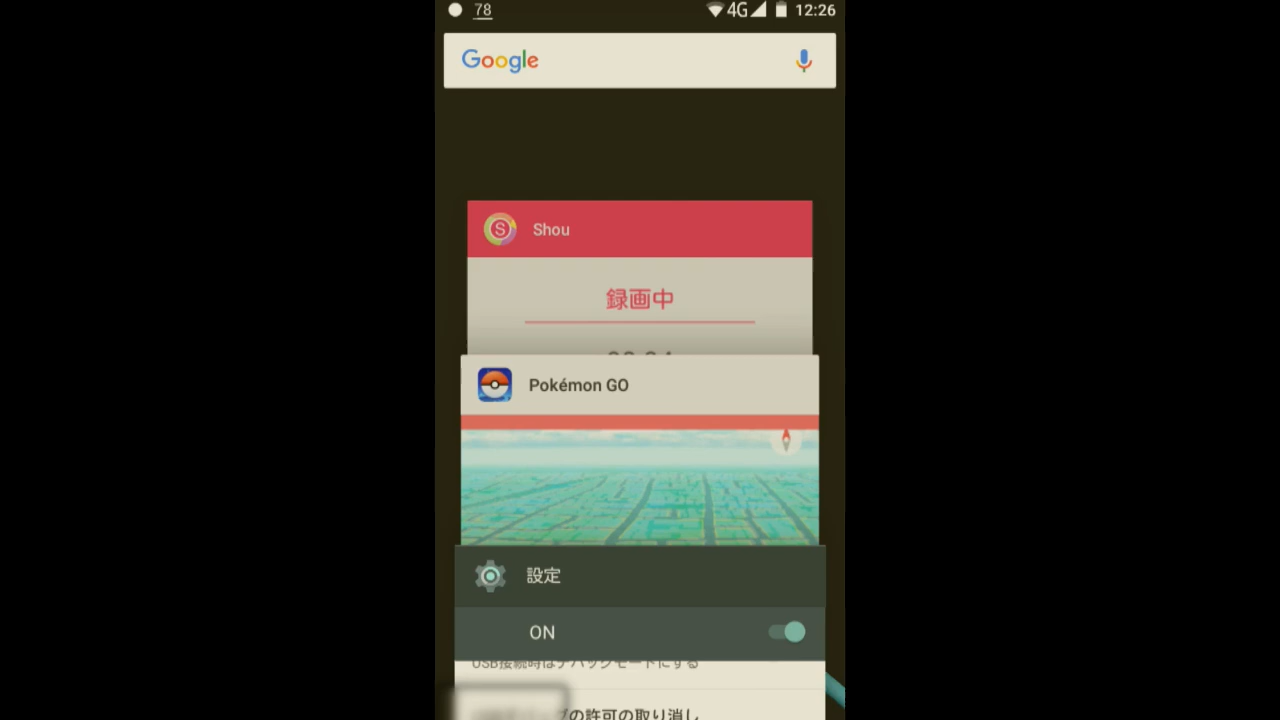 78 4G 12:26
Google
Shou
録画中
Pokémon GO
設定
ON
USB接続時はデバッグモードにする
の許可の取り消し